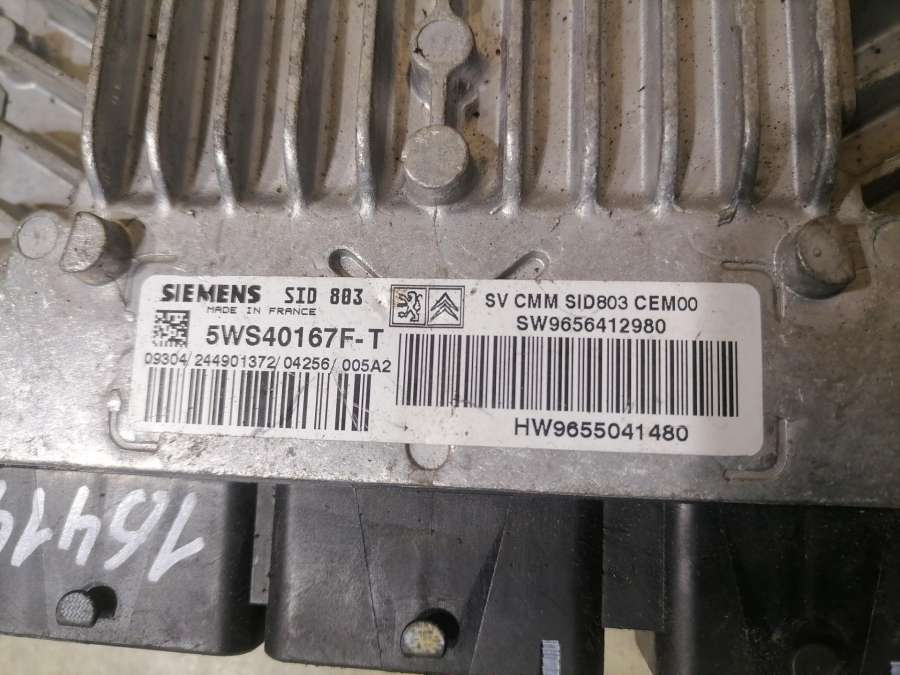 SIEMENS SID 803
MADE IN FRANCE
5WS40167F-T
09304/244901372/04256/005A2
SV CMM SID803 CEM00
SW9656412980
HW9655041480